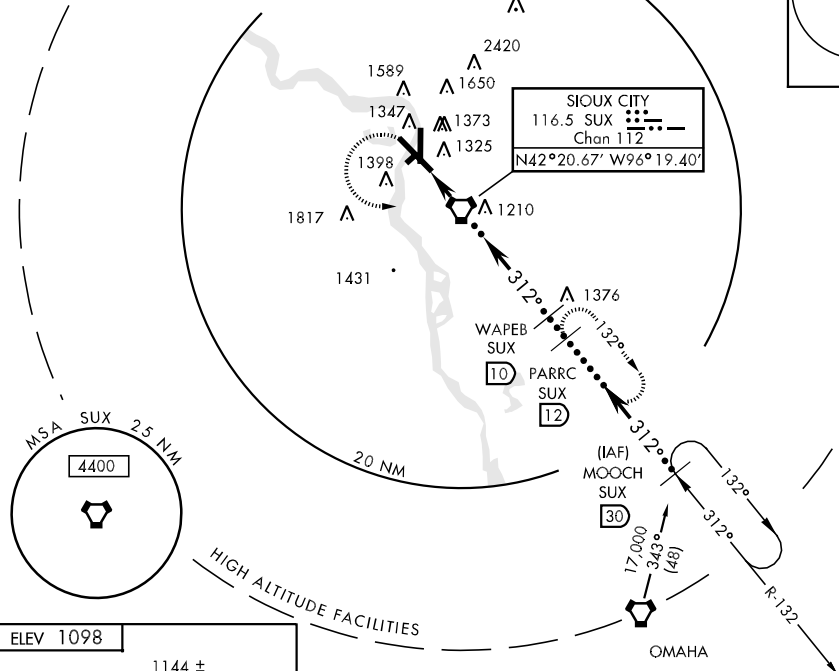 2420
1589
1650
1347
1373
1325
1398
SIOUX CITY
116.5 SUX
Chan 112
N42°20.67' W96°19.40'
1210
1817
1431
312°
1376
132°
WAPEB
SUX
10
PARRC
SUX
12
312°
(IAF)
MOOCH
SUX
30
132°
312°
R-132
17,000
343°
(48)
OMAHA
20 NM
MSA SUX 25 NM
4400
HIGH ALTITUDE FACILITIES
ELEV 1098
1144 ±